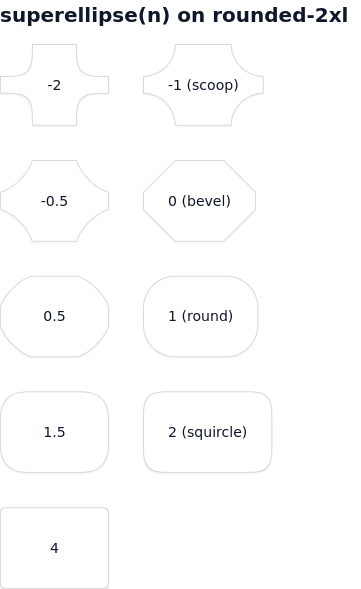 superellipse(n) on rounded-2xl
-2
-1 (scoop)
-0.5
0 (bevel)
0.5
1 (round)
1.5
2 (squircle)
4